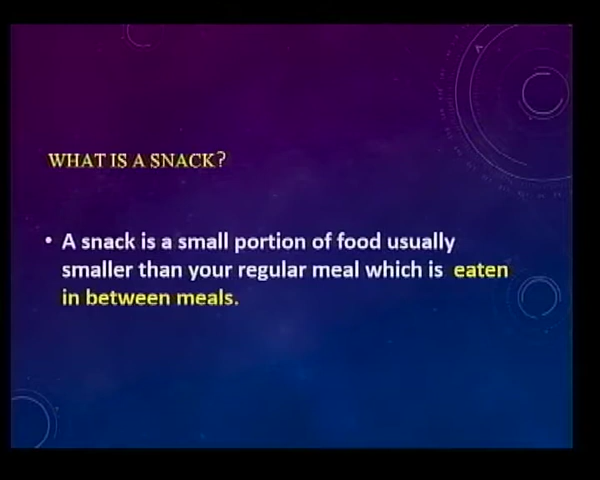 WHAT IS A SNACK?
• A snack is a small portion of food usually
smaller than your regular meal which is eaten
in between meals.